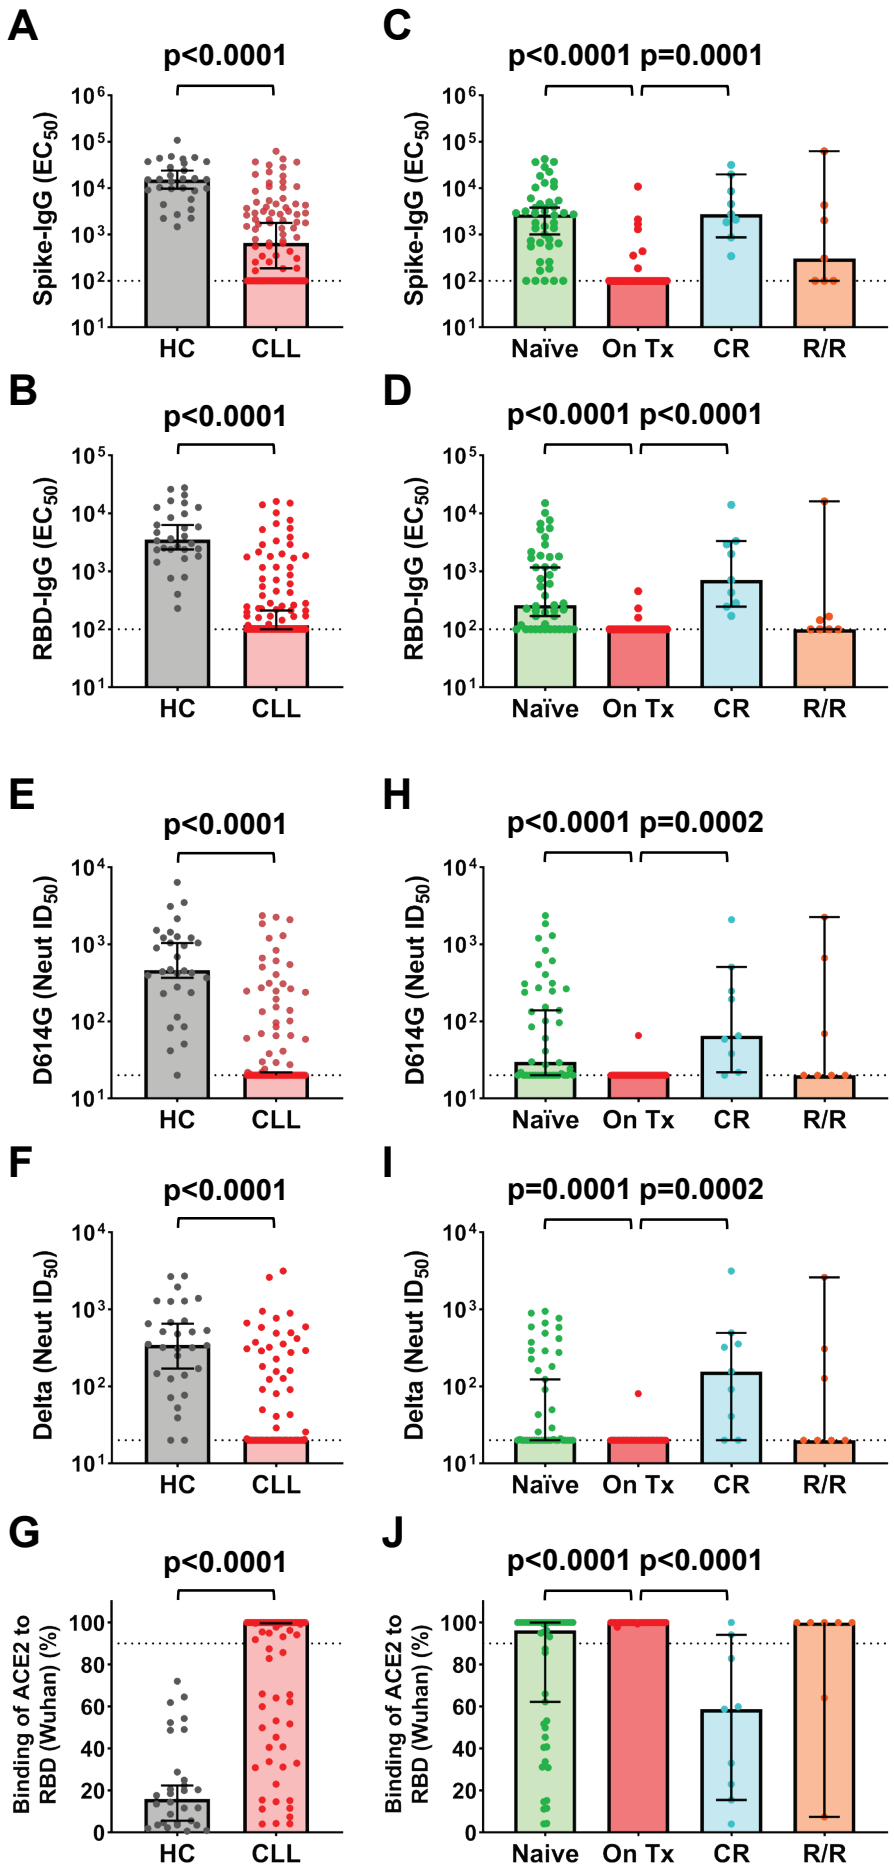 A
p<0.0001
Spike-IgG (EC50)
10^6
10^5
10^4
10^3
10^2
10^1
HC CLL
C
p<0.0001 p=0.0001
Spike-IgG (EC50)
10^6
10^5
10^4
10^3
10^2
10^1
Naïve On Tx CR R/R
B
p<0.0001
RBD-IgG (EC50)
10^5
10^4
10^3
10^2
10^1
HC CLL
D
p<0.0001 p<0.0001
RBD-IgG (EC50)
10^5
10^4
10^3
10^2
10^1
Naïve On Tx CR R/R
E
p<0.0001
D614G (Neut ID50)
10^4
10^3
10^2
10^1
HC CLL
H
p<0.0001 p=0.0002
D614G (Neut ID50)
10^4
10^3
10^2
10^1
Naïve On Tx CR R/R
F
p<0.0001
Delta (Neut ID50)
10^4
10^3
10^2
10^1
HC CLL
I
p=0.0001 p=0.0002
Delta (Neut ID50)
10^4
10^3
10^2
10^1
Naïve On Tx CR R/R
G
p<0.0001
Binding of ACE2 to
RBD (Wuhan) (%)
100
80
60
40
20
0
HC CLL
J
p<0.0001 p<0.0001
Binding of ACE2 to
RBD (Wuhan) (%)
100
80
60
40
20
0
Naive On Tx CR R/R